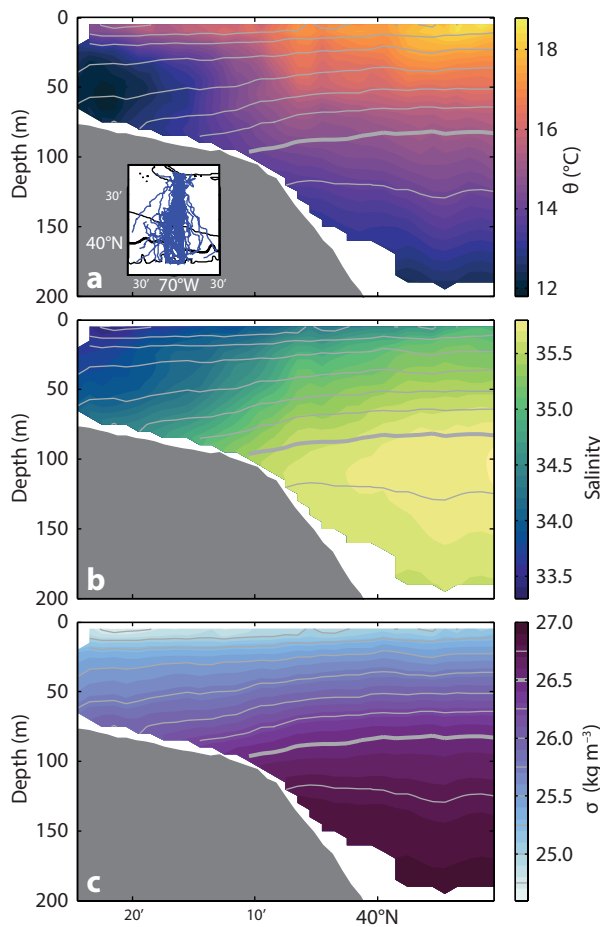 0
50
100
150
200
Depth (m)
30'
40°N
30'
70°W
30'
a
18
16
14
12
θ (°C)
0
50
100
150
200
Depth (m)
b
35.5
35.0
34.5
34.0
33.5
Salinity
0
50
100
150
200
Depth (m)
c
27.0
26.5
26.0
25.5
25.0
σ (kg m⁻³)
20'
10'
40°N